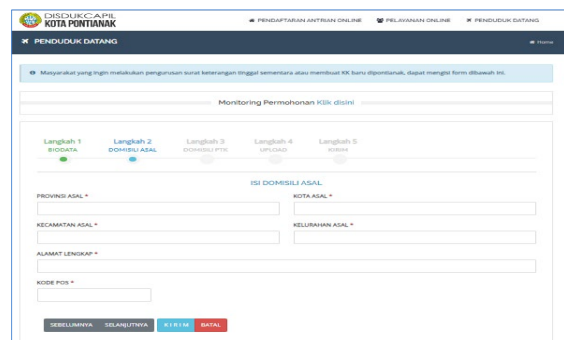 DISDUKCAPIL
KOTA PONTIANAK
PENDAFTARAN ANTRIAN ONLINE
PELAYANAN ONLINE
PENDUDUK DATANG
PENDUDUK DATANG
Home
Masyarakat yang ingin melakukan pengurusan surat keterangan tinggal sementara atau membuat KK baru dipontianak, dapat mengisi form dibawah ini.
Monitoring Permohonan Klik disini
Langkah 1 Langkah 2 Langkah 3 Langkah 4 Langkah 5
BIODATA DOMISILI ASAL DOMISILI PTK UPLOAD KIRIM
ISI DOMISILI ASAL
PROVINSI ASAL * KOTA ASAL *
KECAMATAN ASAL * KELURAHAN ASAL *
ALAMAT LENGKAP *
KODE POS *
SEBELUMNYA SELANJUTNYA KIRIM BATAL